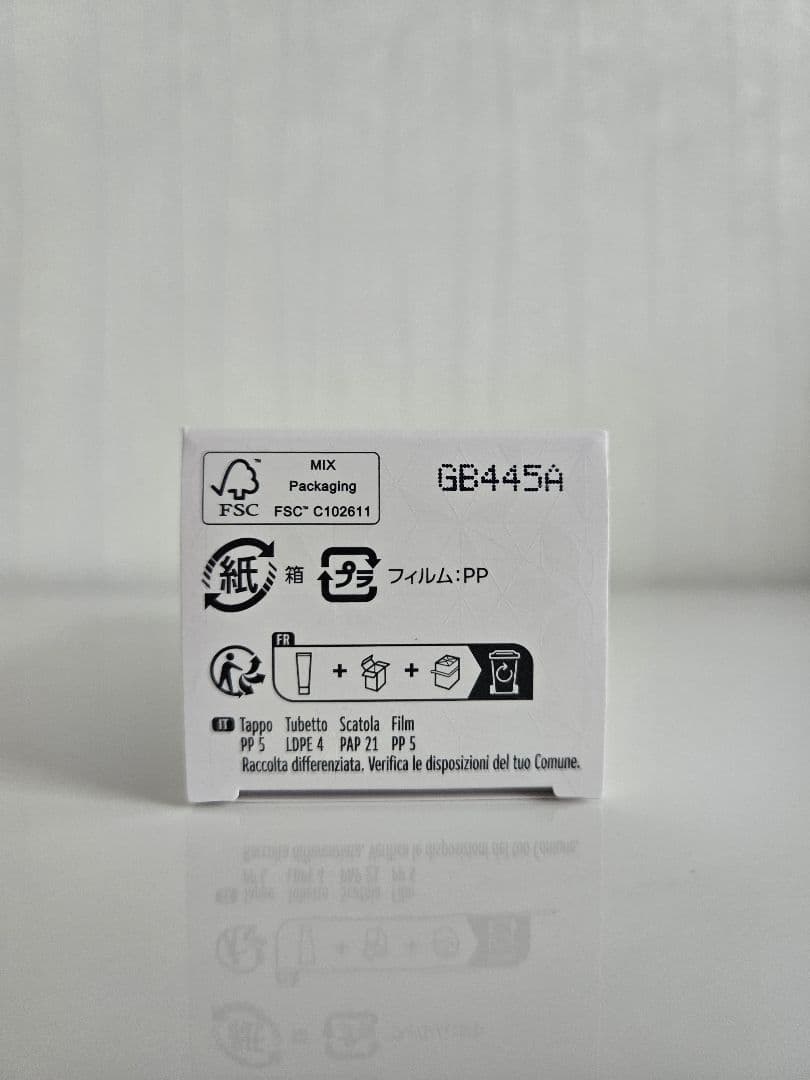 MIX
Packaging
FSC™ FSC™ C102611
GB445A
紙 箱 プラ フィルム:PP
FR
IT Tappo Tubetto Scatola Film
PP 5 LDPE 4 PAP 21 PP 5
Raccolta differenziata. Verifica le disposizioni del tuo Comune.